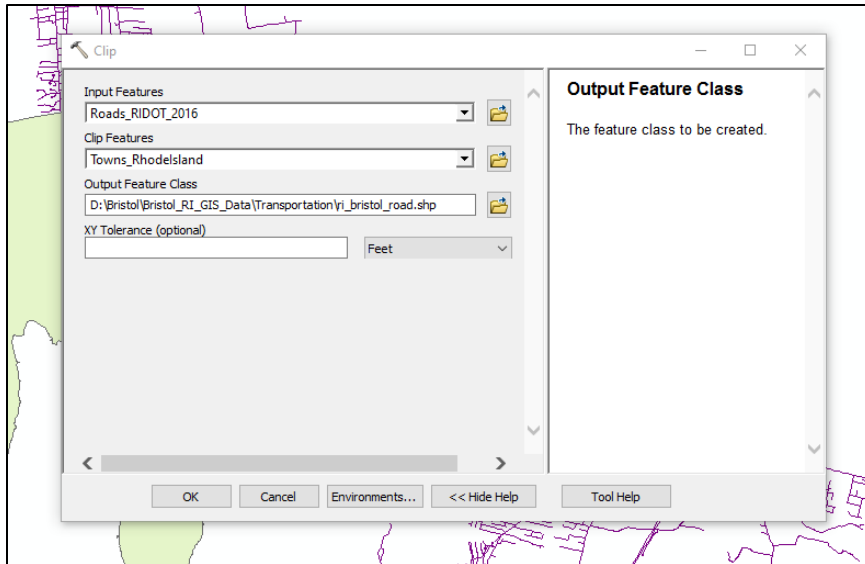 Clip
Input Features
Roads_RIDOT_2016
Clip Features
Towns_RhodeIsland
Output Feature Class
D:\Bristol\Bristol_RI_GIS_Data\Transportation\ri_bristol_road.shp
XY Tolerance (optional)
Feet
Output Feature Class
The feature class to be created.
OK Cancel Environments... << Hide Help Tool Help